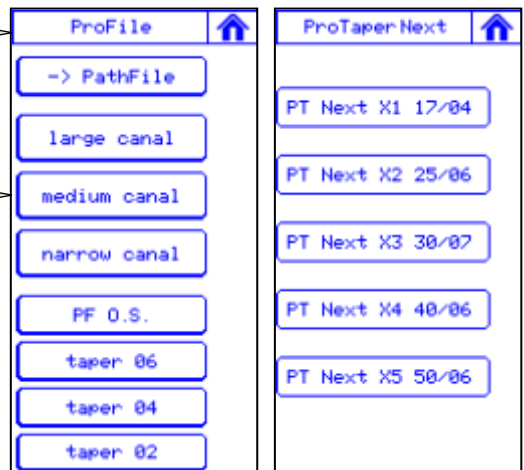 ProFile
-> PathFile
large canal
medium canal
narrow canal
PF O.S.
taper 06
taper 04
taper 02
ProTaper Next
PT Next X1 17/04
PT Next X2 25/06
PT Next X3 30/07
PT Next X4 40/06
PT Next X5 50/06